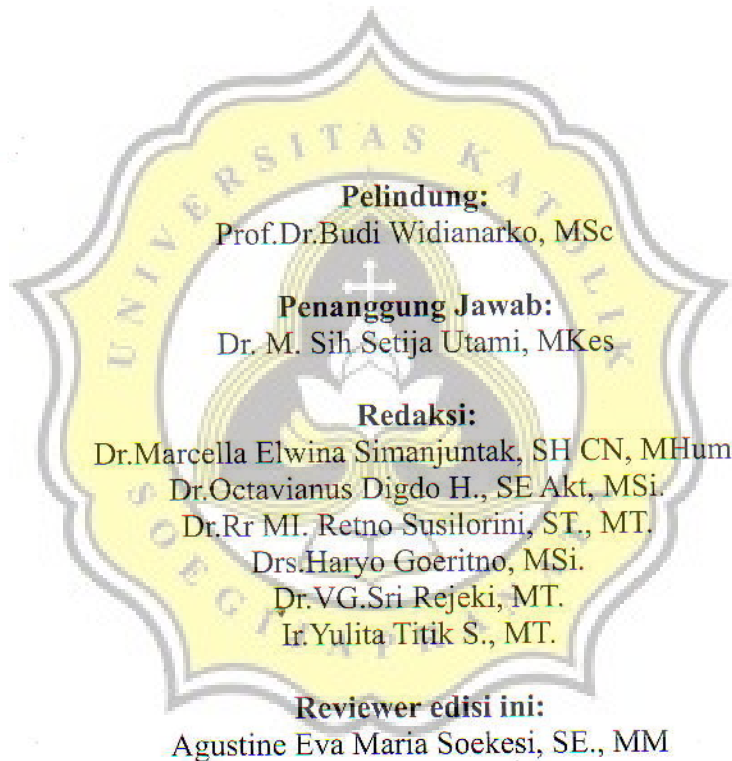 UNIVERSITAS KATOLIK
Pelindung:
Prof.Dr.Budi Widianarko, MSc
Penanggung Jawab:
Dr. M. Sih Setija Utami, MKes
Redaksi:
Dr.Marcella Elwina Simanjuntak, SH CN, MHum
Dr.Octavianus Digdo H., SE Akt, MSi.
Dr.Rr MI. Retno Susilorini, ST., MT.
Drs.Haryo Goeritno, MSi.
Dr.VG.Sri Rejeki, MT.
Ir.Yulita Titik S., MT.
Reviewer edisi ini:
Agustine Eva Maria Soekesi, SE., MM